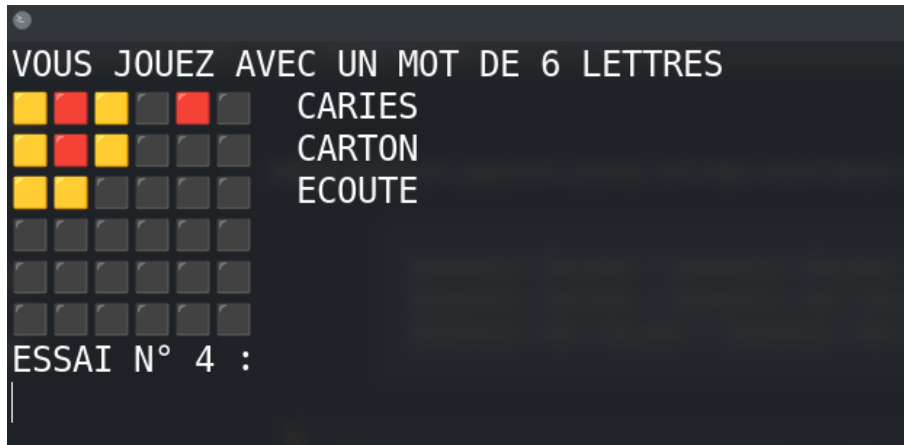 VOUS JOUEZ AVEC UN MOT DE 6 LETTRES
CARIES
CARTON
ECOUTE
ESSAI N° 4 :